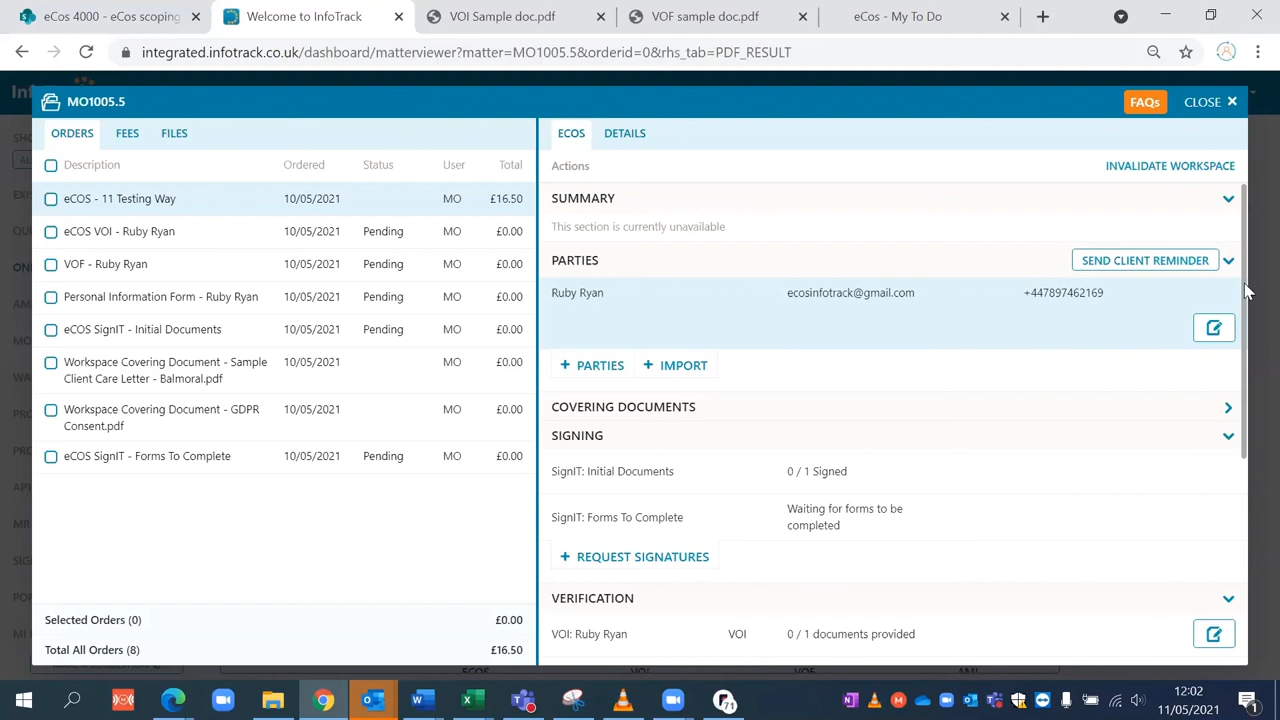 eCos 4000 - eCos scoping
Welcome to InfoTrack
VOI Sample doc.pdf
VOF sample doc.pdf
eCos - My To Do
integrated.infotrack.co.uk/dashboard/matterviewer?matter=MO1005.5&orderid=0&rhs_tab=PDF_RESULT
MO1005.5
FAQs
CLOSE
ORDERS FEES FILES
Description Ordered Status User Total
eCOS - 11 Testing Way 10/05/2021 MO £16.50
eCOS VOI - Ruby Ryan 10/05/2021 Pending MO £0.00
VOF - Ruby Ryan 10/05/2021 Pending MO £0.00
Personal Information Form - Ruby Ryan 10/05/2021 Pending MO £0.00
eCOS SignIT - Initial Documents 10/05/2021 Pending MO £0.00
Workspace Covering Document - Sample 10/05/2021 MO £0.00
Client Care Letter - Balmoral.pdf
Workspace Covering Document - GDPR 10/05/2021 MO £0.00
Consent.pdf
eCOS SignIT - Forms To Complete 10/05/2021 Pending MO £0.00
Selected Orders (0) £0.00
Total All Orders (8) £16.50
ECOS DETAILS
Actions INVALIDATE WORKSPACE
SUMMARY
This section is currently unavailable
PARTIES SEND CLIENT REMINDER
Ruby Ryan ecosinfotrack@gmail.com +447897462169
+ PARTIES + IMPORT
COVERING DOCUMENTS
SIGNING
SignIT: Initial Documents 0 / 1 Signed
SignIT: Forms To Complete Waiting for forms to be
completed
+ REQUEST SIGNATURES
VERIFICATION
VOI: Ruby Ryan VOI 0 / 1 documents provided
71
12:02
11/05/2021
1